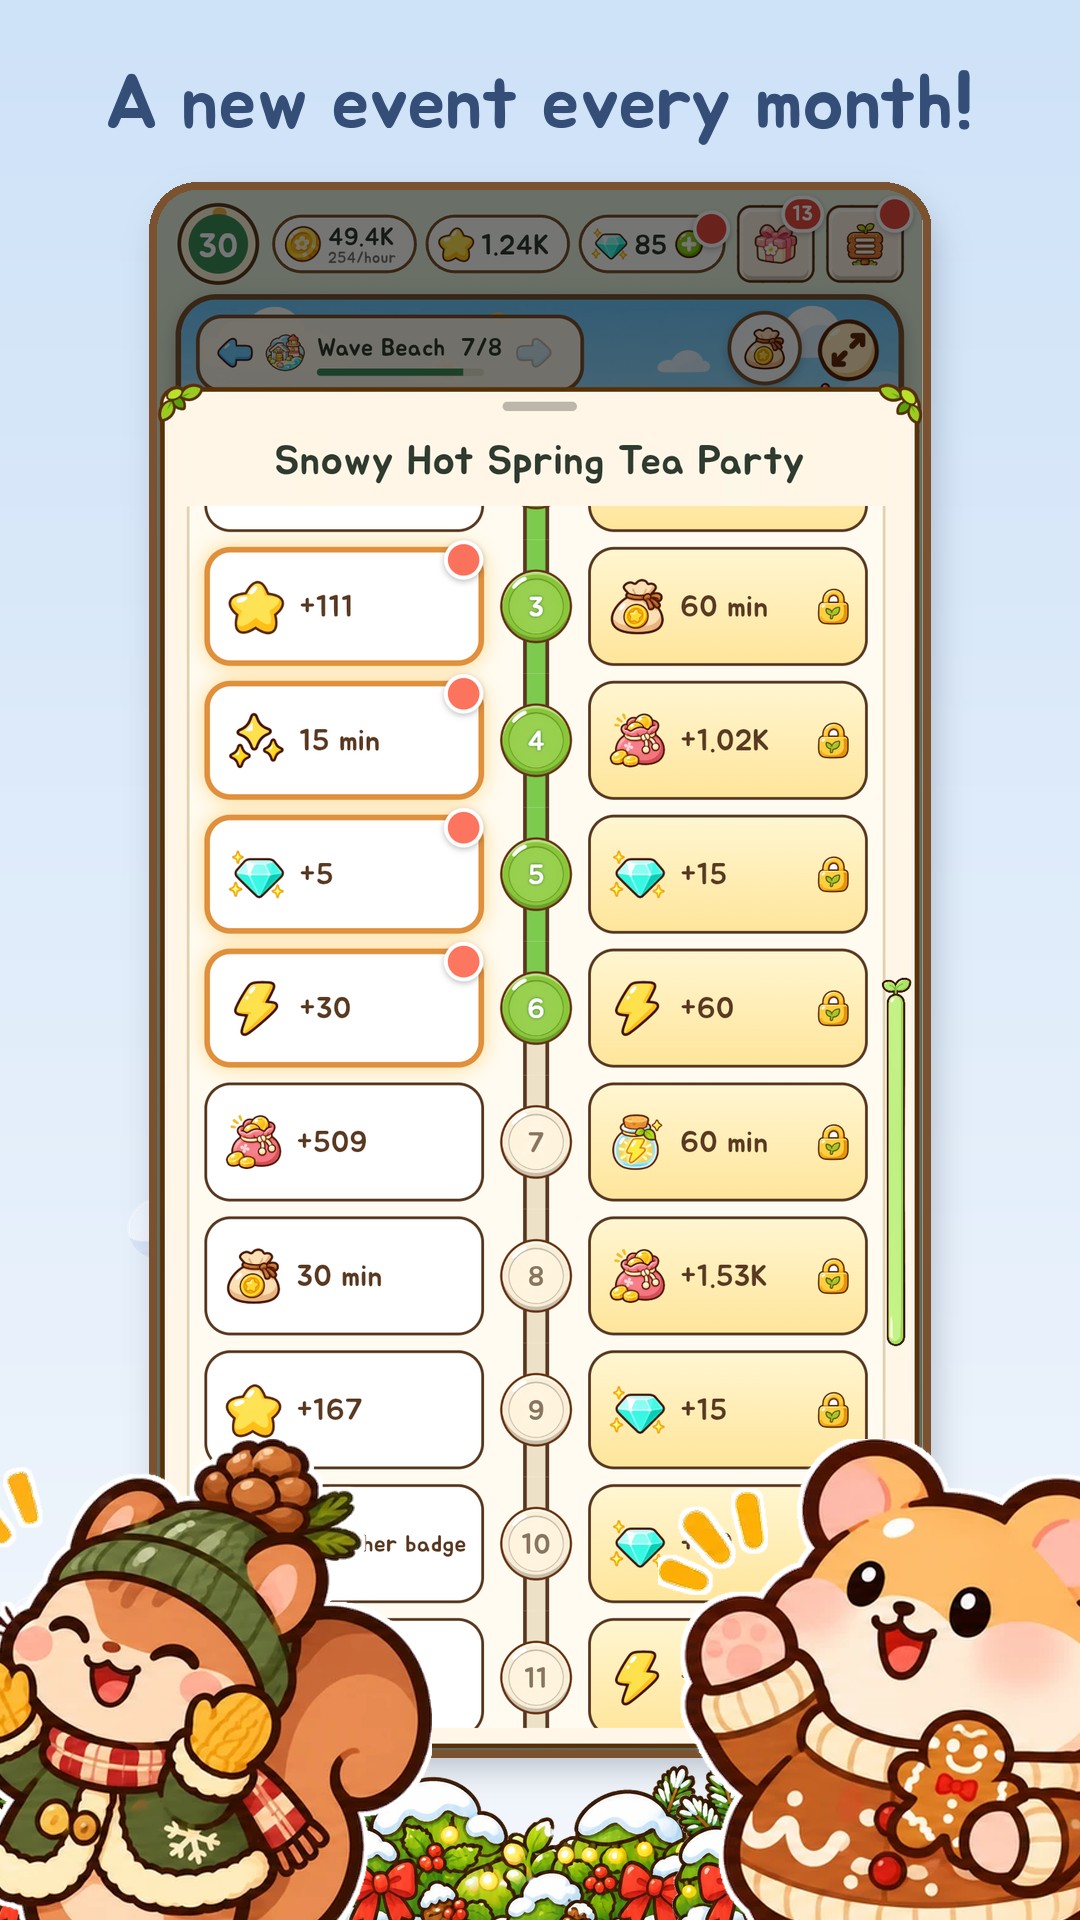 A new event every month!
30
49.4K
254/hour
1.24K
85
13
Wave Beach 7/8
Snowy Hot Spring Tea Party
+111
3
60 min
15 min
4
+1.02K
+5
5
+15
+30
6
+60
+509
7
60 min
30 min
8
+1.53K
+167
9
+15
her badge
10
11